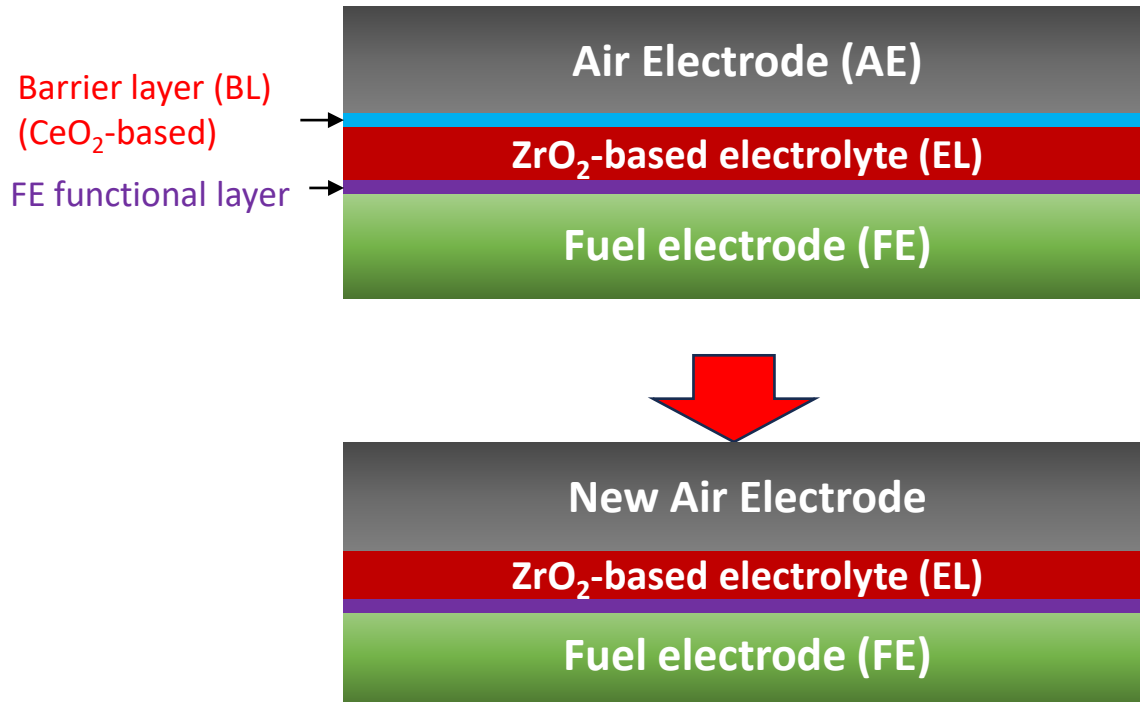 Air Electrode (AE)
Barrier layer (BL)
(CeO₂-based)
ZrO₂-based electrolyte (EL)
FE functional layer
Fuel electrode (FE)
New Air Electrode
ZrO₂-based electrolyte (EL)
Fuel electrode (FE)